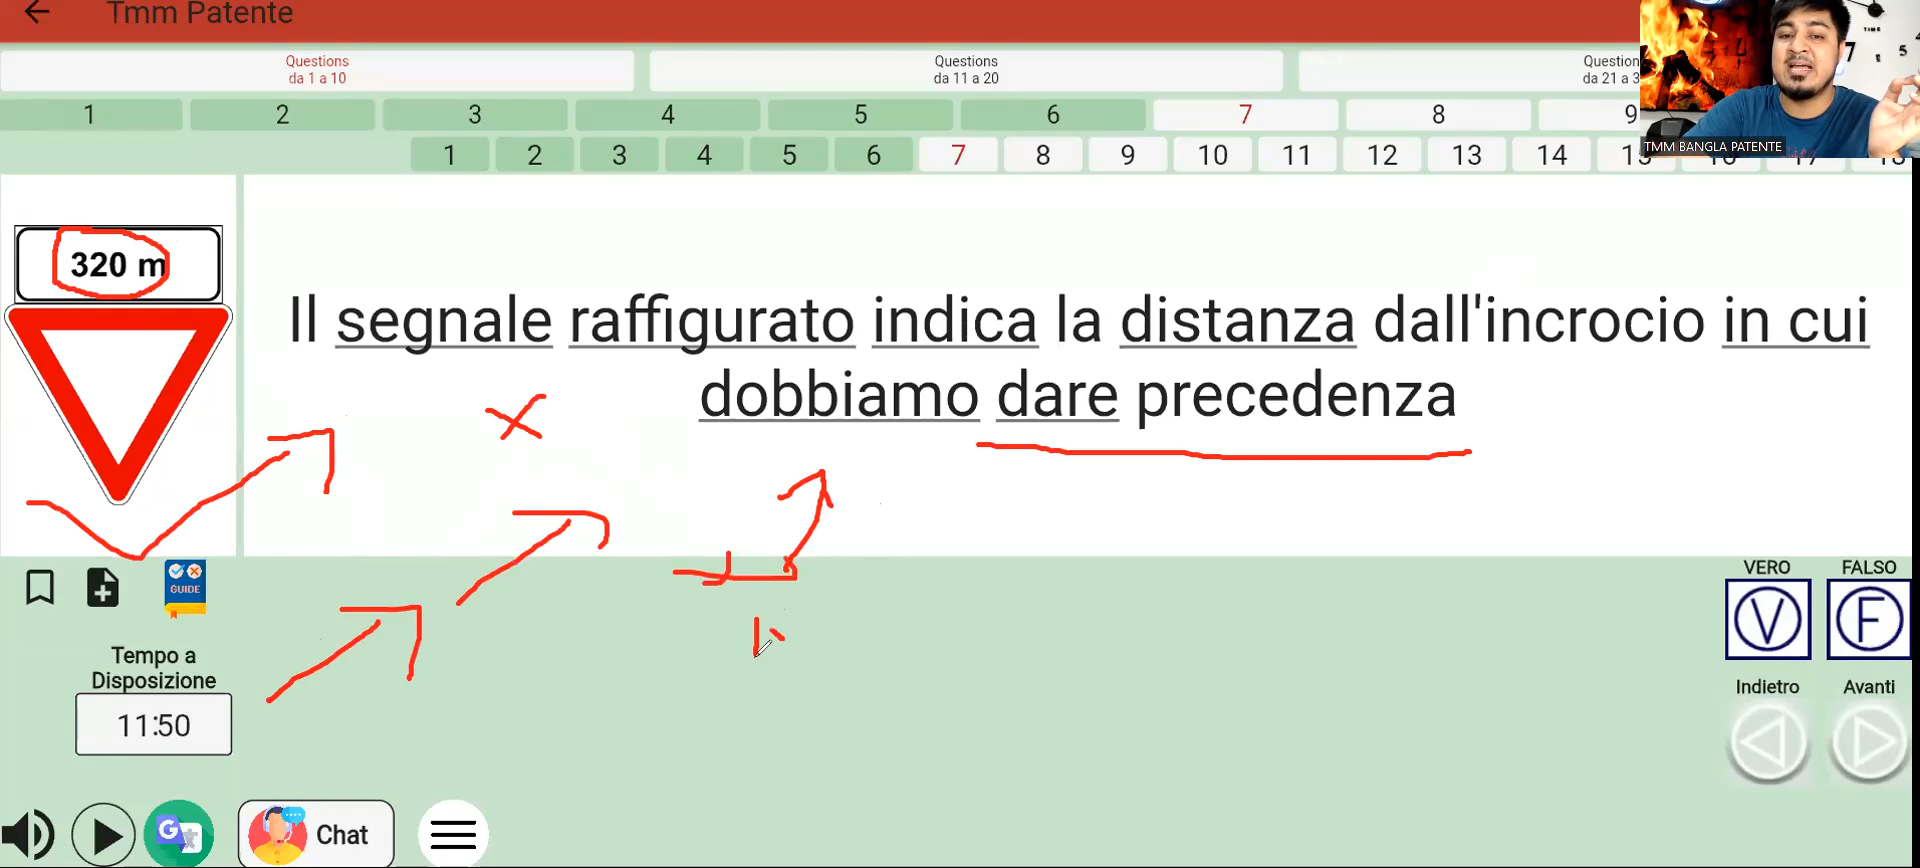 Tmm Patente
Questions
da 1 a 10
Questions
da 11 a 20
da 21 a 3
1 2 3 4 5 6 7 8 9
1 2 3 4 5 6 7 8 9 10 11 12 13 14
TIME
7 5
TMM BANGLA PATENTE
320 m
Il segnale raffigurato indica la distanza dall'incrocio in cui
dobbiamo dare precedenza
GUIDE
VERO FALSO
V F
Tempo a
Disposizione
11:50
Indietro Avanti
G
Chat